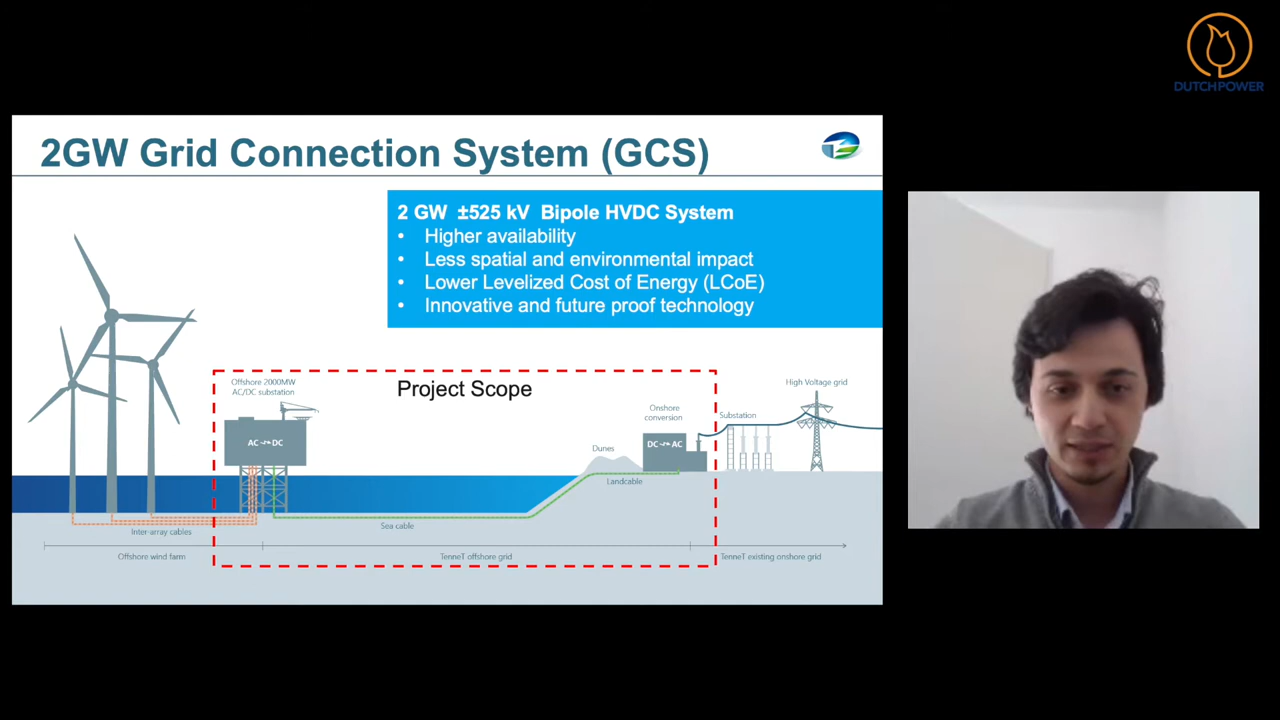 DUTCH POWER
2GW Grid Connection System (GCS)
2 GW ±525 kV Bipole HVDC System
• Higher availability
• Less spatial and environmental impact
• Lower Levelized Cost of Energy (LCoE)
• Innovative and future proof technology
Project Scope
Offshore 2000MW
AC/DC substation
AC DC
Dunes
Onshore
conversion
DC AC
Landcable
Substation
High Voltage grid
Inter-array cables
Sea cable
Offshore wind farm
TenneT offshore grid
TenneT existing onshore grid